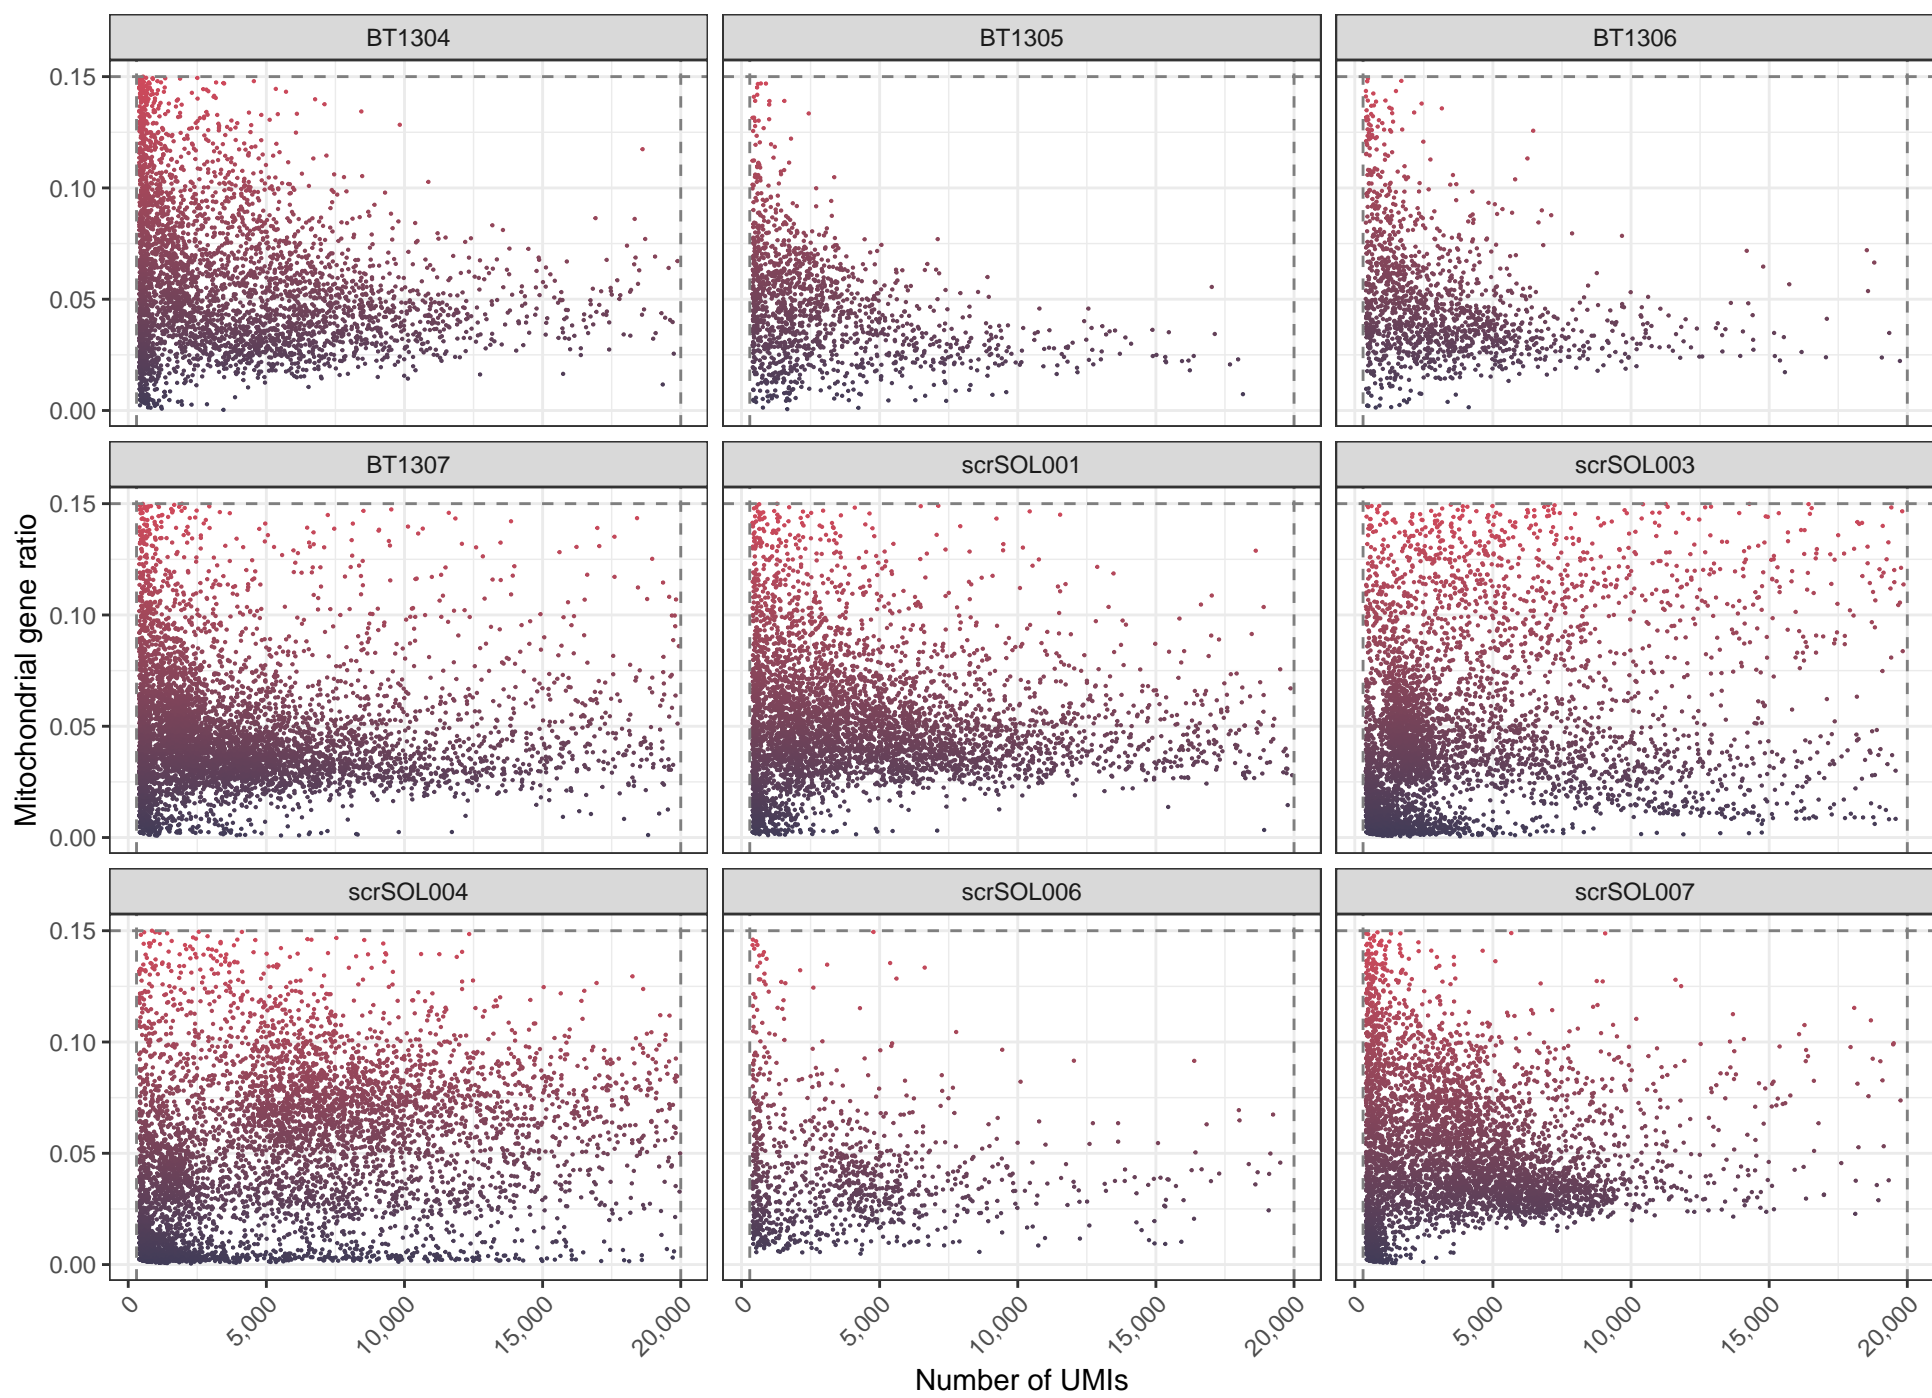 BT1304 BT1305 BT1306
0.15
0.10
0.05
0.00
BT1307 scrSOL001 scrSOL003
0.15
0.10
0.05
0.00
scrSOL004 scrSOL006 scrSOL007
0.15
0.10
0.05
0.00
Mitochondrial gene ratio
0 5,000 10,000 15,000 20,000 0 5,000 10,000 15,000 20,000 0 5,000 10,000 15,000 20,000
Number of UMIs